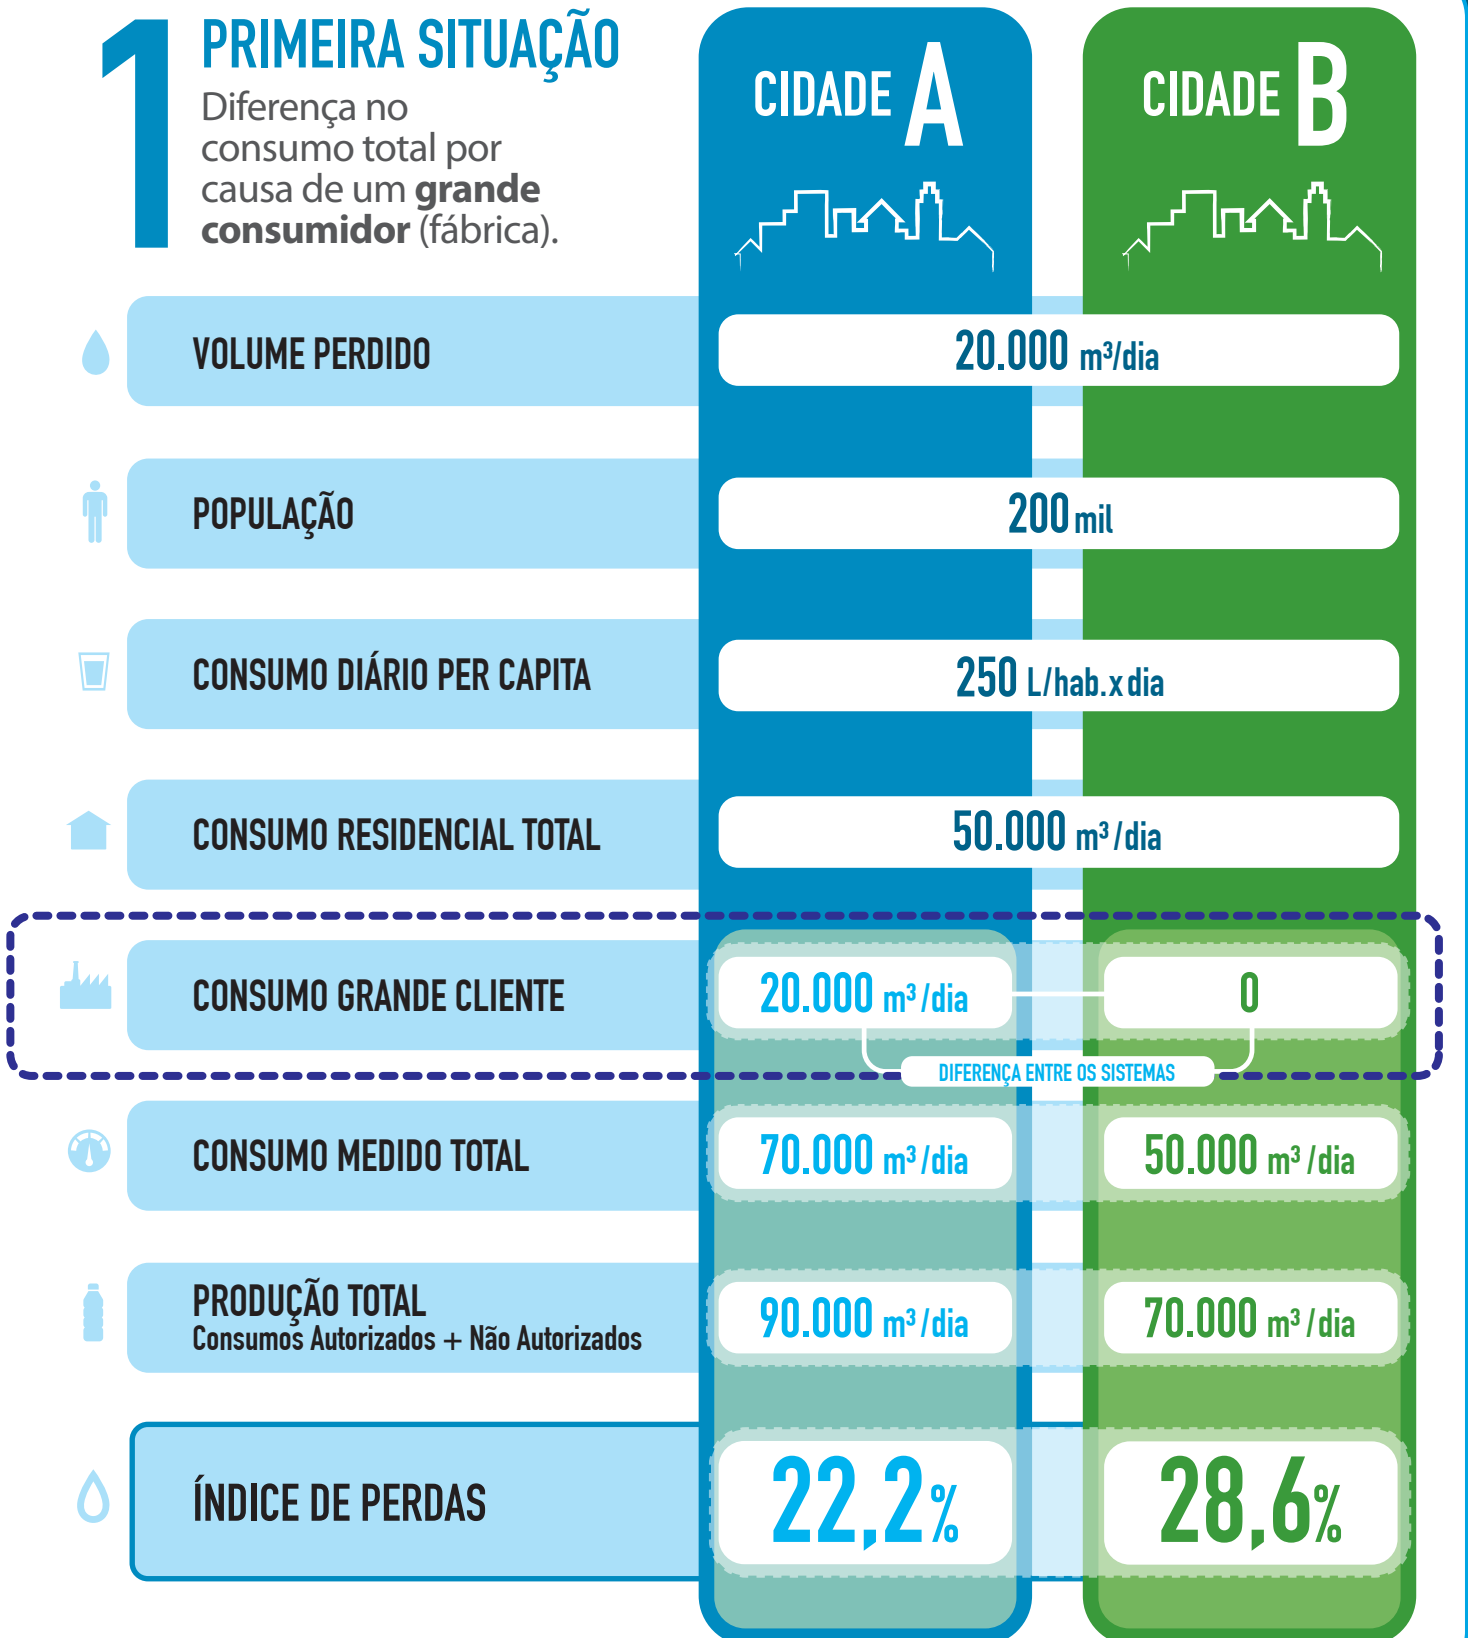 1
PRIMEIRA SITUAÇÃO
Diferença no
consumo total por
causa de um grande
consumidor (fábrica).
CIDADE A
CIDADE B
VOLUME PERDIDO
20.000 m³/dia
POPULAÇÃO
200 mil
CONSUMO DIÁRIO PER CAPITA
250 L/hab.x dia
CONSUMO RESIDENCIAL TOTAL
50.000 m³/dia
CONSUMO GRANDE CLIENTE
20.000 m³/dia
0
DIFERENÇA ENTRE OS SISTEMAS
CONSUMO MEDIDO TOTAL
70.000 m³/dia
50.000 m³/dia
PRODUÇÃO TOTAL
Consumos Autorizados + Não Autorizados
90.000 m³/dia
70.000 m³/dia
ÍNDICE DE PERDAS
22,2%
28,6%